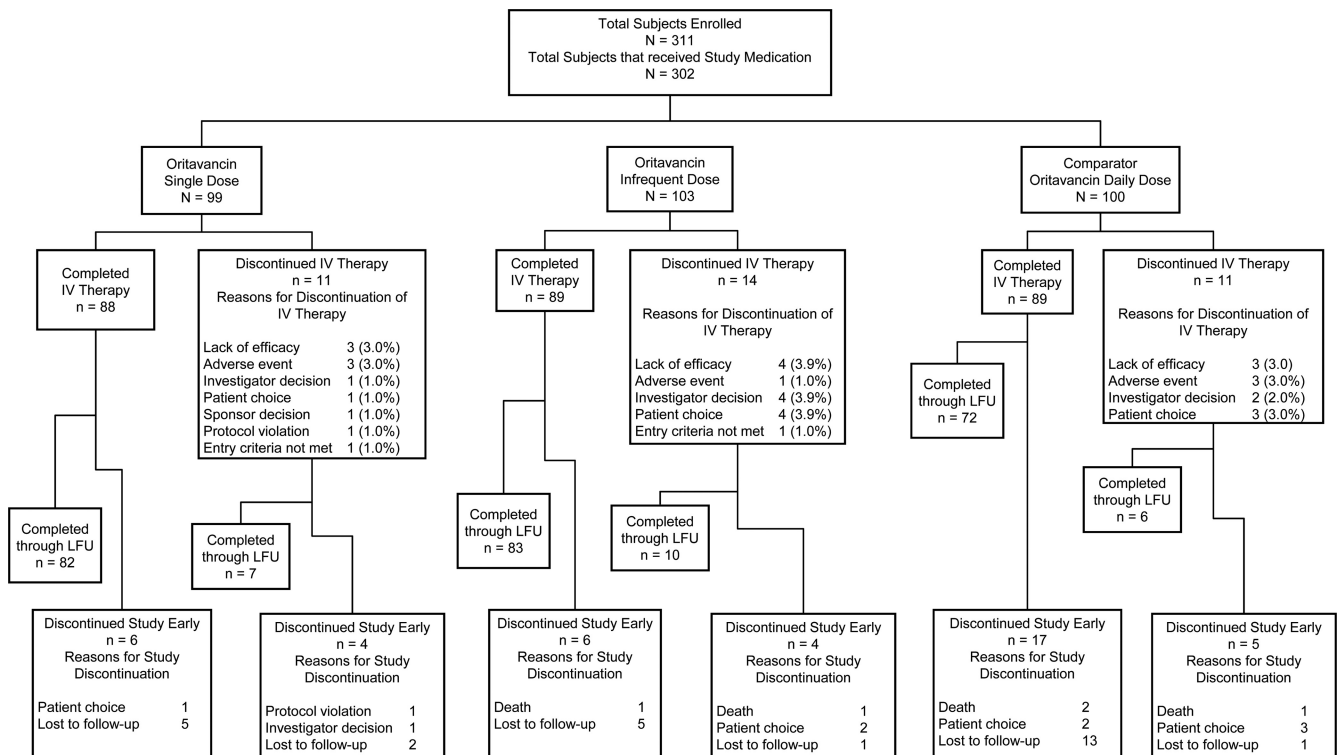 Total Subjects Enrolled
N = 311
Total Subjects that received Study Medication
N = 302
Oritavancin
Single Dose
N = 99
Oritavancin
Infrequent Dose
N = 103
Comparator
Oritavancin Daily Dose
N = 100
Completed
IV Therapy
n = 88
Discontinued IV Therapy
n = 11
Reasons for Discontinuation of
IV Therapy
Lack of efficacy 3 (3.0%)
Adverse event 3 (3.0%)
Investigator decision 1 (1.0%)
Patient choice 1 (1.0%)
Sponsor decision 1 (1.0%)
Protocol violation 1 (1.0%)
Entry criteria not met 1 (1.0%)
Completed
IV Therapy
n = 89
Discontinued IV Therapy
n = 14
Reasons for Discontinuation of
IV Therapy
Lack of efficacy 4 (3.9%)
Adverse event 1 (1.0%)
Investigator decision 4 (3.9%)
Patient choice 4 (3.9%)
Entry criteria not met 1 (1.0%)
Completed
IV Therapy
n = 89
Discontinued IV Therapy
n = 11
Reasons for Discontinuation of
IV Therapy
Lack of efficacy 3 (3.0)
Adverse event 3 (3.0%)
Investigator decision 2 (2.0%)
Patient choice 3 (3.0%)
Completed
through LFU
n = 82
Completed
through LFU
n = 7
Completed
through LFU
n = 83
Completed
through LFU
n = 10
Completed
through LFU
n = 72
Completed
through LFU
n = 6
Discontinued Study Early
n = 6
Reasons for Study
Discontinuation
Patient choice 1
Lost to follow-up 5
Discontinued Study Early
n = 4
Reasons for Study
Discontinuation
Protocol violation 1
Investigator decision 1
Lost to follow-up 2
Discontinued Study Early
n = 6
Reasons for Study
Discontinuation
Death 1
Lost to follow-up 5
Discontinued Study Early
n = 4
Reasons for Study
Discontinuation
Death 1
Patient choice 2
Lost to follow-up 1
Discontinued Study Early
n = 17
Reasons for Study
Discontinuation
Death 2
Patient choice 2
Lost to follow-up 13
Discontinued Study Early
n = 5
Reasons for Study
Discontinuation
Death 1
Patient choice 3
Lost to follow-up 1